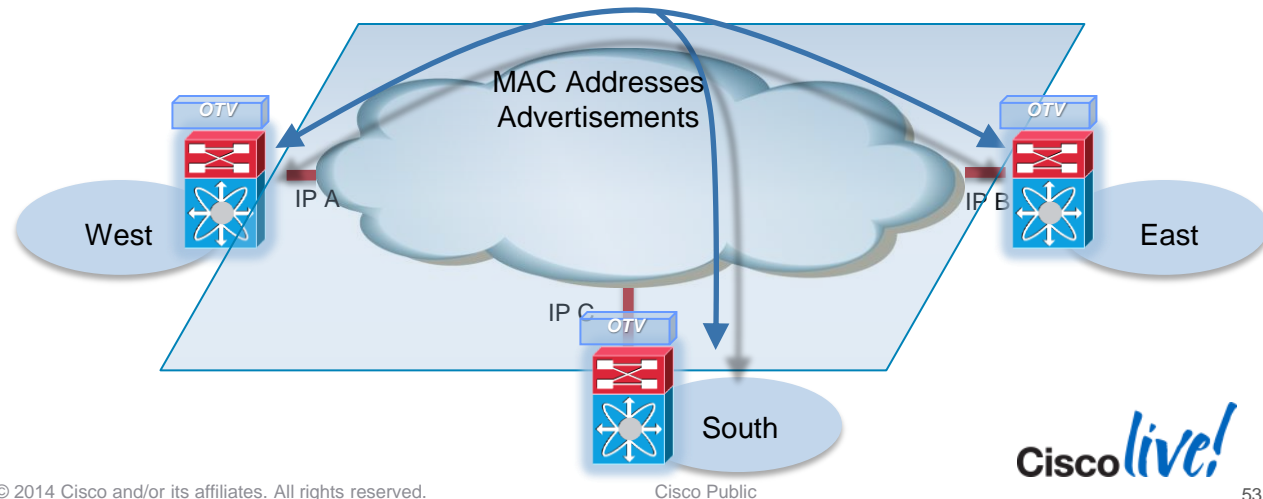 MAC Addresses
Advertisements
OTV
OTV
IP A
IP B
West
East
IP C
OTV
South
Cisco live!
© 2014 Cisco and/or its affiliates. All rights reserved.
Cisco Public
53